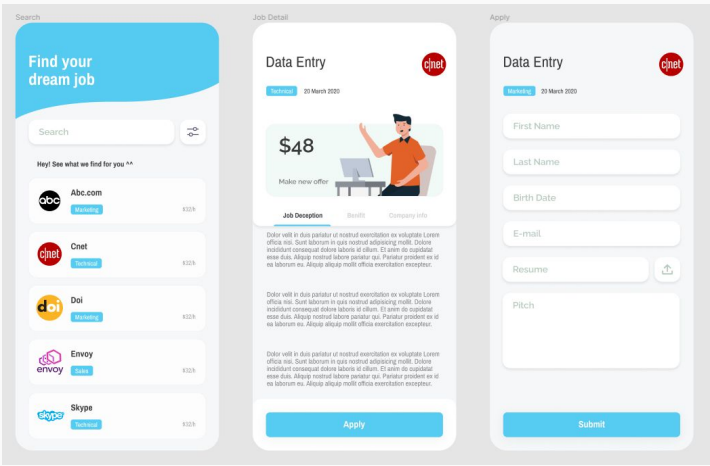 Search
Find your
dream job
Search
Hey! See what we find for you ^^
abc
Abc.com
Marketing
$32/h
c|net
Cnet
Technical
$32/h
doi
Doi
Marketing
$32/h
envoy
Envoy
Sales
$32/h
skype
Skype
Technical
$32/h
Job Detail
Data Entry
c|net
Technical 20 March 2020
$48
Make new offer
Job Deception Benifit Company info
Dolor velit in duis pariatur ut nostrud exercitation ex voluptate Lorem
officia nisi. Sunt laborum in quis nostrud adipisicing mollit. Dolore
incididunt consequat dolore laboris id cillum. Et anim do cupidatat
esse duis. Aliquip nostrud labore pariatur qui. Pariatur proident ex id
ea laborum eu. Aliquip aliquip mollit officia exercitation excepteur.
Dolor velit in duis pariatur ut nostrud exercitation ex voluptate Lorem
officia nisi. Sunt laborum in quis nostrud adipisicing mollit. Dolore
incididunt consequat dolore laboris id cillum. Et anim do cupidatat
esse duis. Aliquip nostrud labore pariatur qui. Pariatur proident ex id
ea laborum eu. Aliquip aliquip mollit officia exercitation excepteur.
Dolor velit in duis pariatur ut nostrud exercitation ex voluptate Lorem
officia nisi. Sunt laborum in quis nostrud adipisicing mollit. Dolore
incididunt consequat dolore laboris id cillum. Et anim do cupidatat
esse duis. Aliquip nostrud labore pariatur qui. Pariatur proident ex id
ea laborum eu. Aliquip aliquip mollit officia exercitation excepteur.
Apply
Apply
Data Entry
c|net
Marketing 20 March 2020
First Name
Last Name
Birth Date
E-mail
Resume
Pitch
Submit